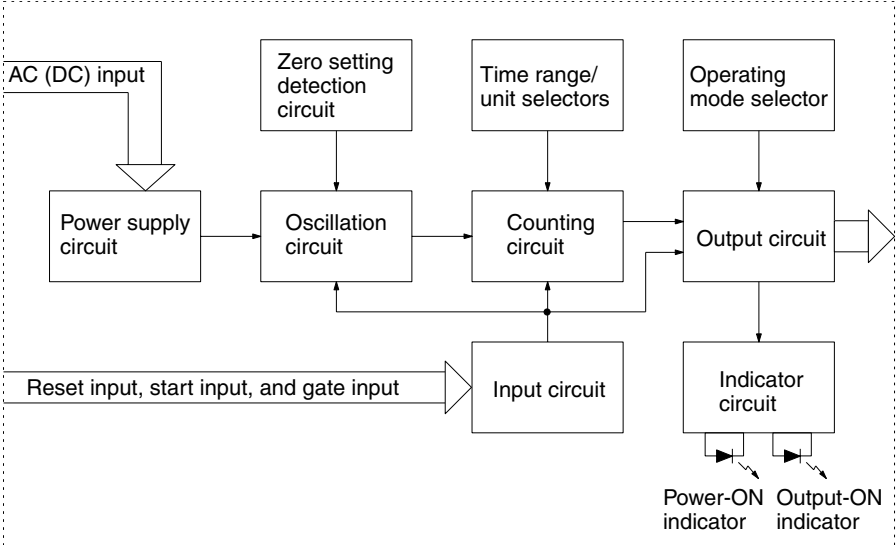 AC (DC) input
Zero setting
detection
circuit
Time range/
unit selectors
Operating
mode selector
Power supply
circuit
Oscillation
circuit
Counting
circuit
Output circuit
Reset input, start input, and gate input
Input circuit
Indicator
circuit
Power-ON
indicator
Output-ON
indicator